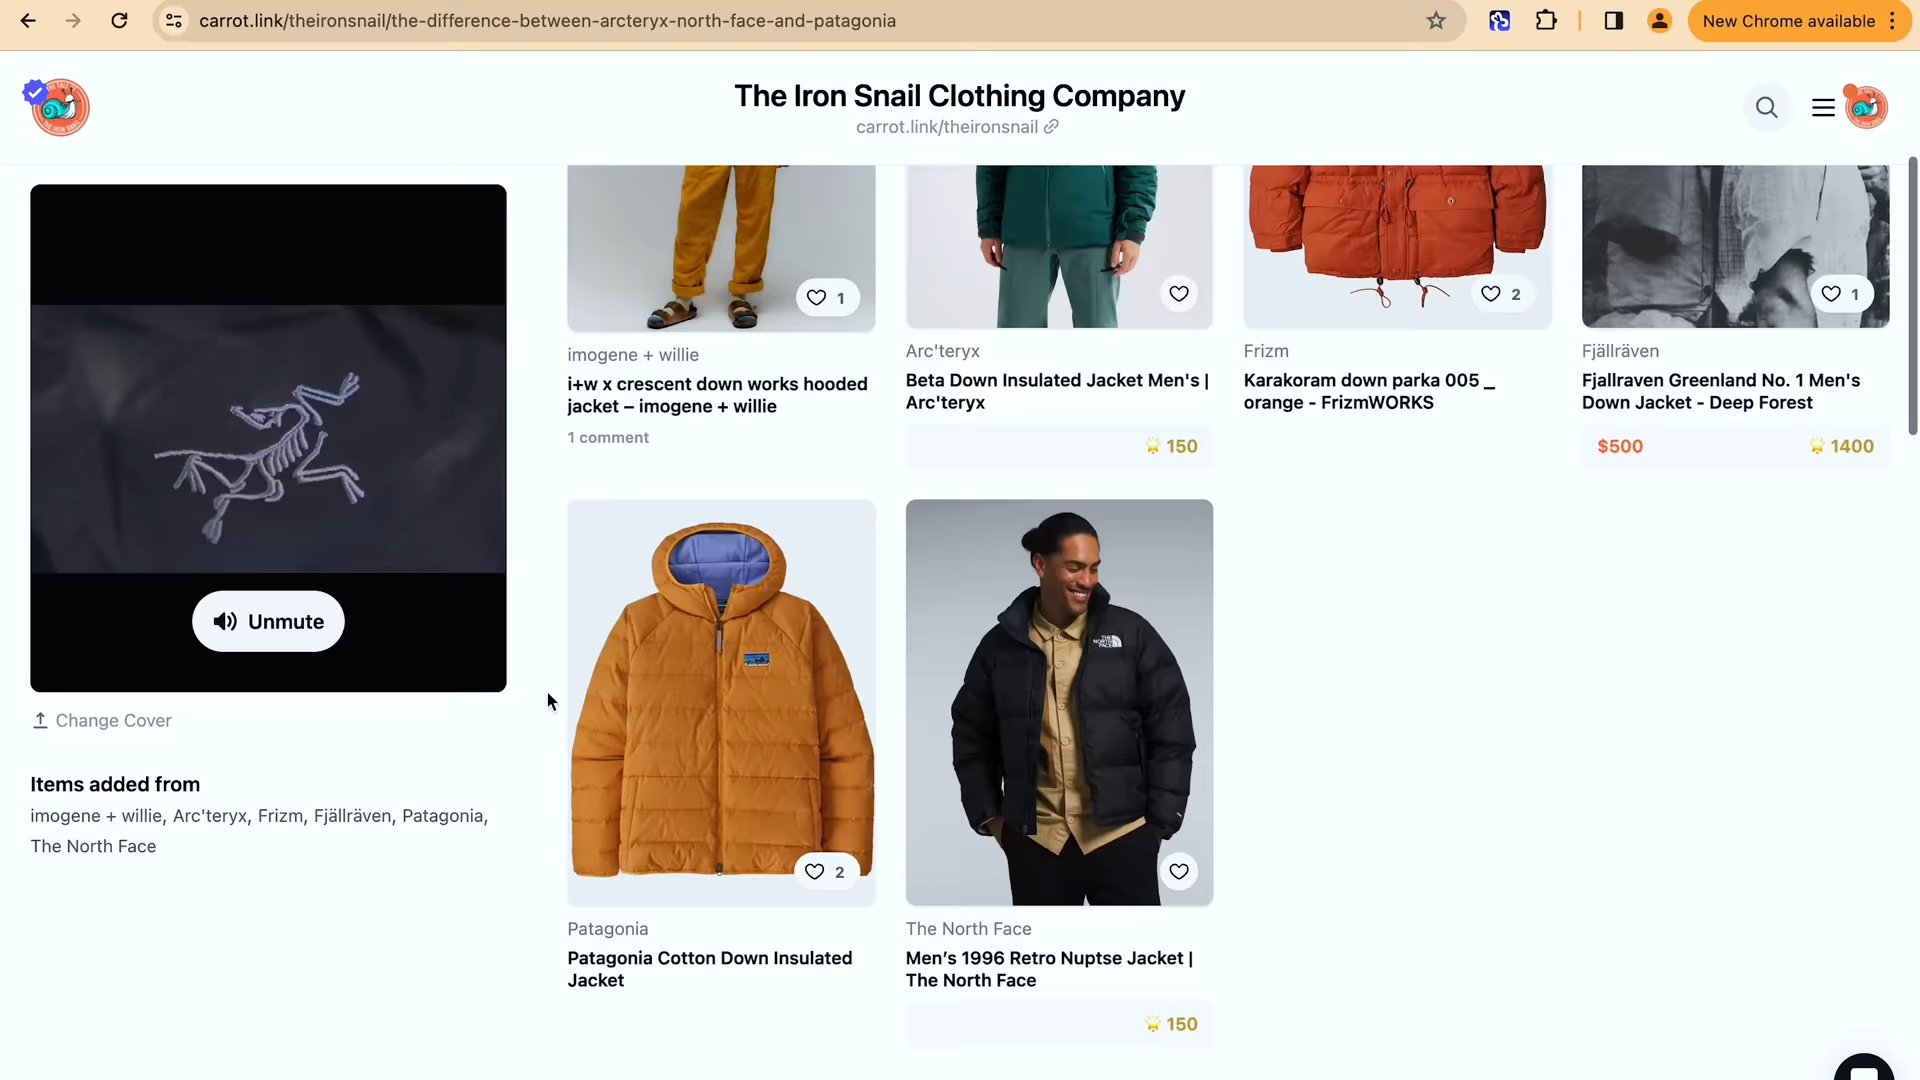 carrot.link/theironsnail/the-difference-between-arcteryx-north-face-and-patagonia
New Chrome available
The Iron Snail Clothing Company
carrot.link/theironsnail
1
2
1
imogene + willie
i+w x crescent down works hooded
jacket – imogene + willie
1 comment
Arc'teryx
Beta Down Insulated Jacket Men's |
Arc'teryx
150
Frizm
Karakoram down parka 005 _
orange - FrizmWORKS
Fjällräven
Fjallraven Greenland No. 1 Men's
Down Jacket - Deep Forest
$500
1400
Unmute
Change Cover
Items added from
imogene + willie, Arc'teryx, Frizm, Fjällräven, Patagonia,
The North Face
2
Patagonia
Patagonia Cotton Down Insulated
Jacket
THE
NORTH
FACE
The North Face
Men’s 1996 Retro Nuptse Jacket |
The North Face
150